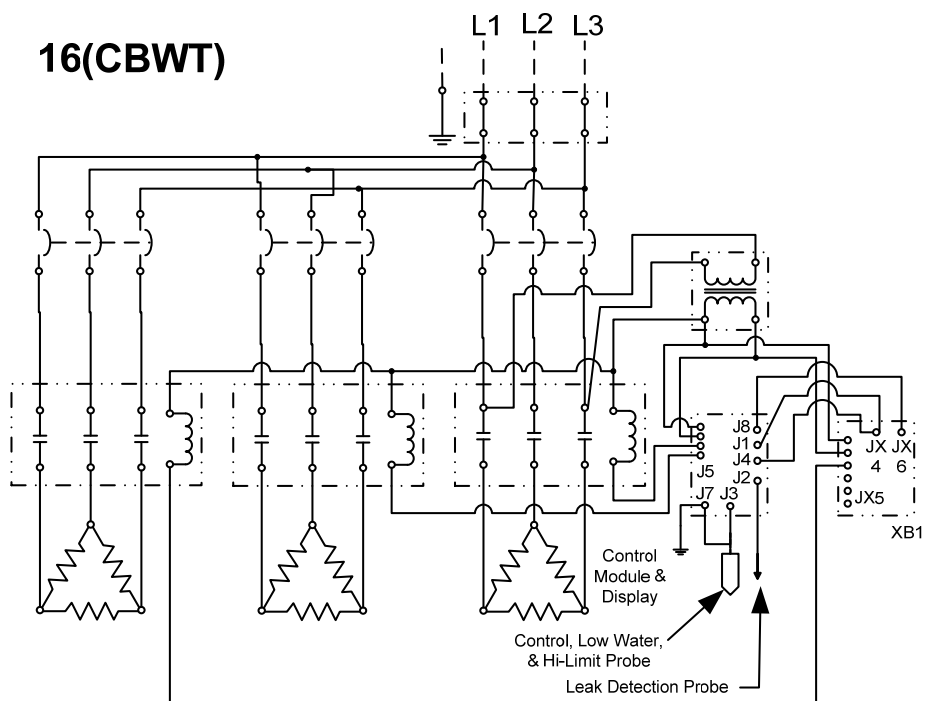 16(CBWT)
L1 L2 L3
J8
J1
J4
J5 J2
J7 J3
JX JX
4 6
JX5
XB1
Control
Module &
Display
Control, Low Water,
& Hi-Limit Probe
Leak Detection Probe